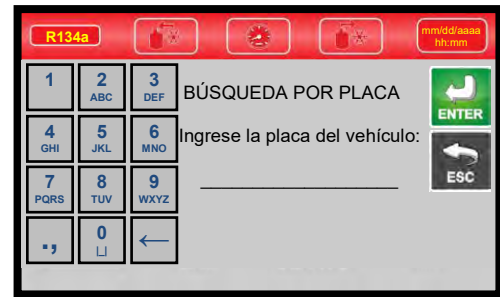 R134a
mm/dd/aaaa
hh:mm
1
2
ABC
3
DEF
4
GHI
5
JKL
6
MNO
7
PQRS
8
TUV
9
WXYZ
.,
0
BÚSQUEDA POR PLACA
Ingrese la placa del vehículo:
ENTER
ESC